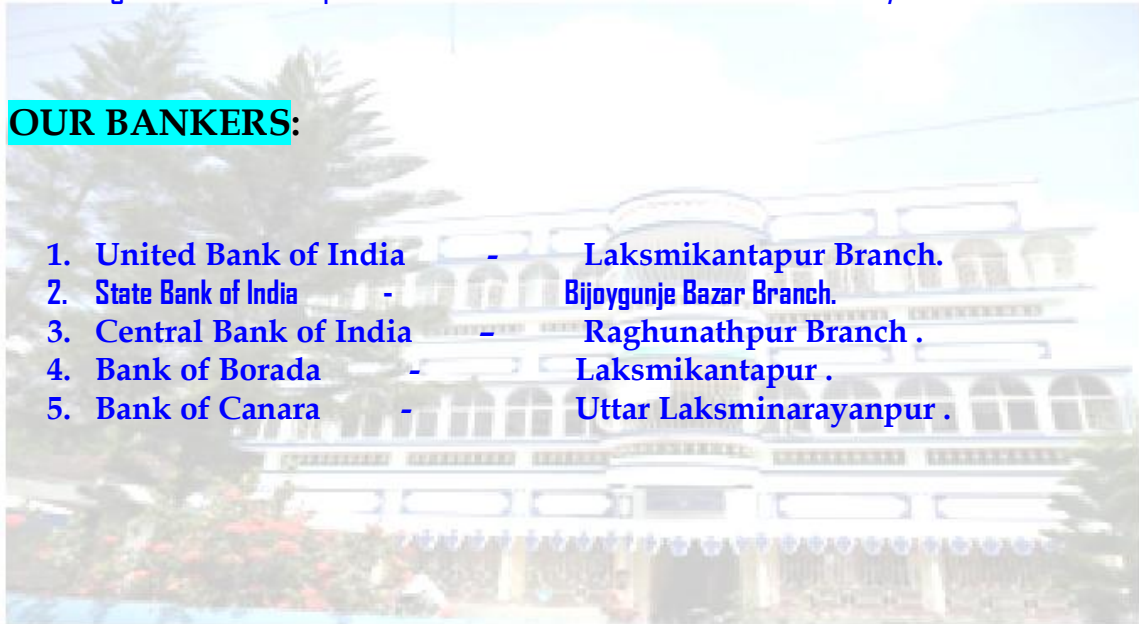 OUR BANKERS:
1. United Bank of India - Laksmikantapur Branch.
2. State Bank of India - Bijoygunje Bazar Branch.
3. Central Bank of India – Raghunathpur Branch .
4. Bank of Borada - Laksmikantapur .
5. Bank of Canara - Uttar Laksminarayanpur .